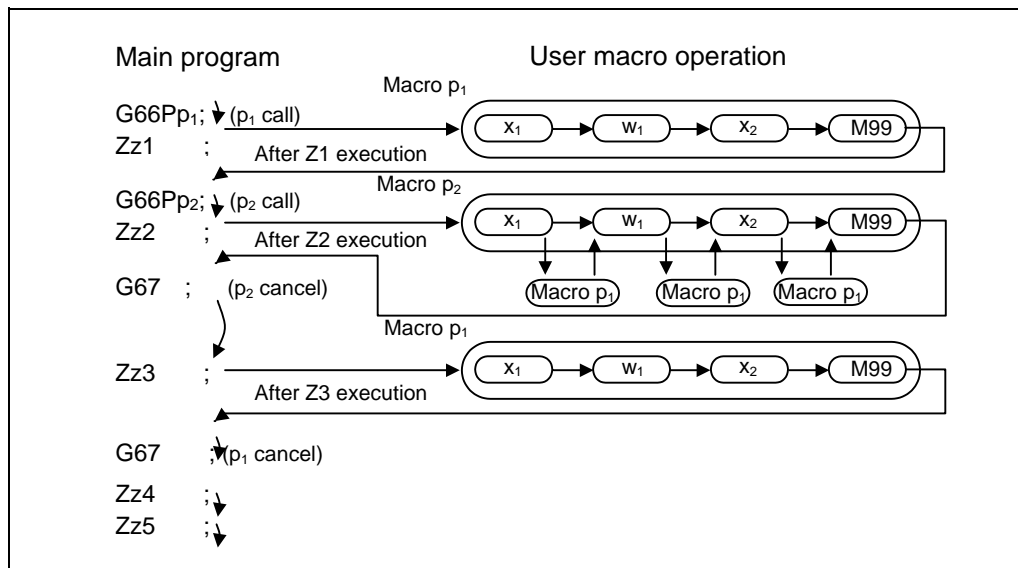 Main program User macro operation
Macro p₁
G66Pp₁; (p₁ call) x₁ w₁ x₂ M99
Zz1 ;
After Z1 execution
Macro p₂
G66Pp₂; (p₂ call) x₁ w₁ x₂ M99
Zz2 ;
After Z2 execution
G67 ; (p₂ cancel) Macro p₁ Macro p₁ Macro p₁
Macro p₁
Zz3 ; x₁ w₁ x₂ M99
After Z3 execution
G67 ;(p₁ cancel)
Zz4 ;
Zz5 ;